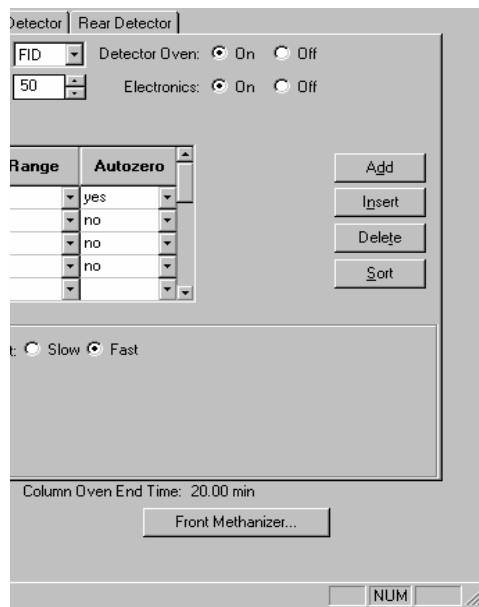 Detector Rear Detector
FID Detector Oven: On Off
50 Electronics: On Off
Range Autozero
Add
yes
Insert
no
no
Delete
no
Sort
t: Slow Fast
Column Oven End Time: 20.00 min
Front Methanizer...
NUM